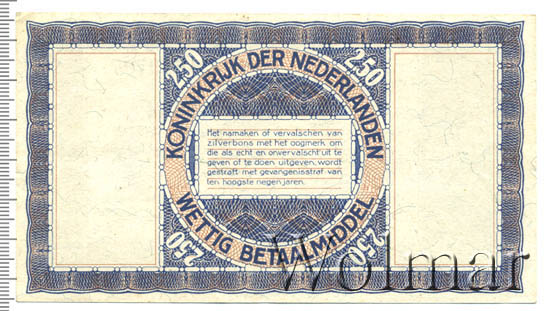 2.50
2.50
KONINKRIJK DER NEDERLANDEN
Het namaken of vervalschen van
zilverbons met het oogmerk om
die als echt en onvervalscht uit te
geven of te doen uitgeven, wordt
gestraft met gevangenisstraf van
ten hoogste negen jaren.
WETTIG BETAALMIDDEL
2.50
2.50
Wolmar